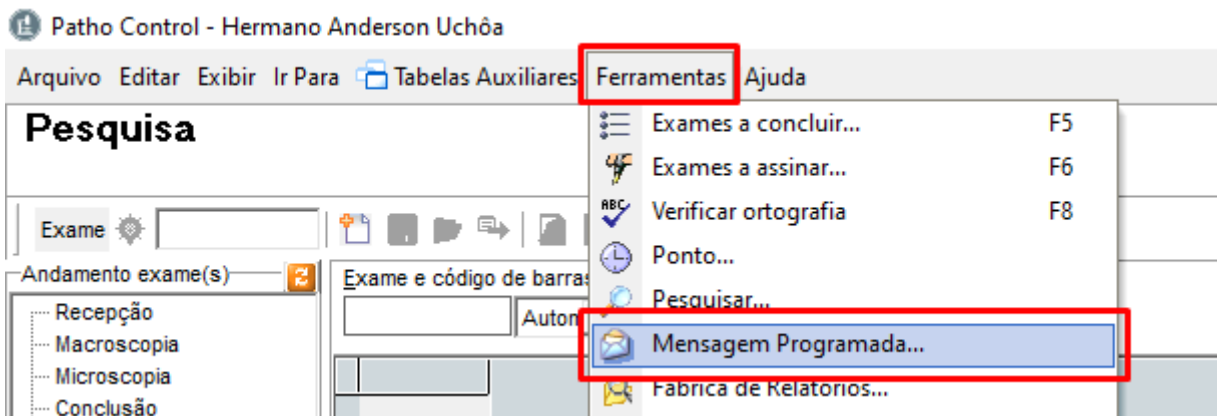 Patho Control - Hermano Anderson Uchôa
Arquivo Editar Exibir Ir Para Tabelas Auxiliares Ferramentas Ajuda
Pesquisa
Exames a concluir... F5
Exames a assinar... F6
ABC Verificar ortografia F8
Ponto...
Pesquisar...
Mensagem Programada...
Fábrica de Relatórios...
Exame
Andamento exame(s)
Recepção
Macroscopia
Microscopia
Conclusão
Exame e código de barras
Autom